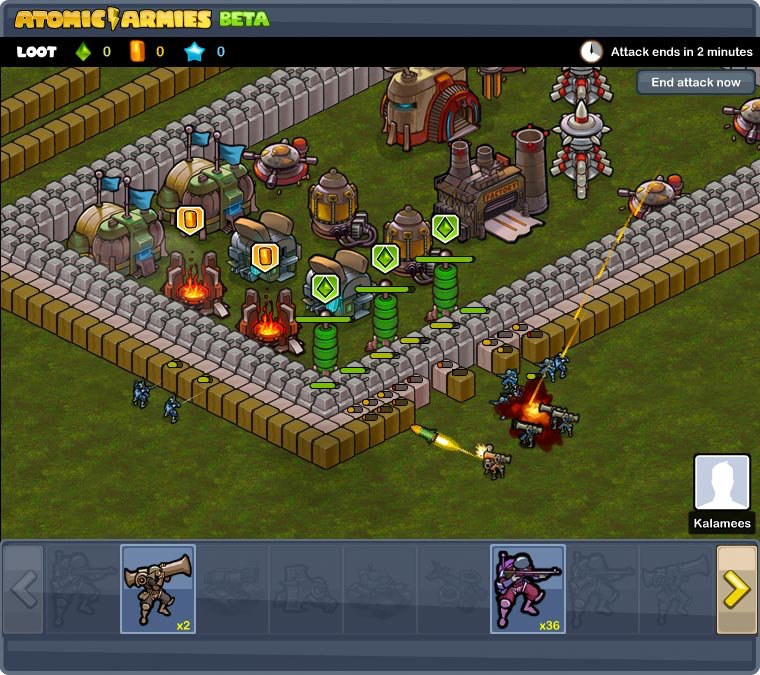 ATOMIC ARMIES BETA
LOOT 0 0 0 Attack ends in 2 minutes
End attack now
FACTORY
Kalamees
x2 x36